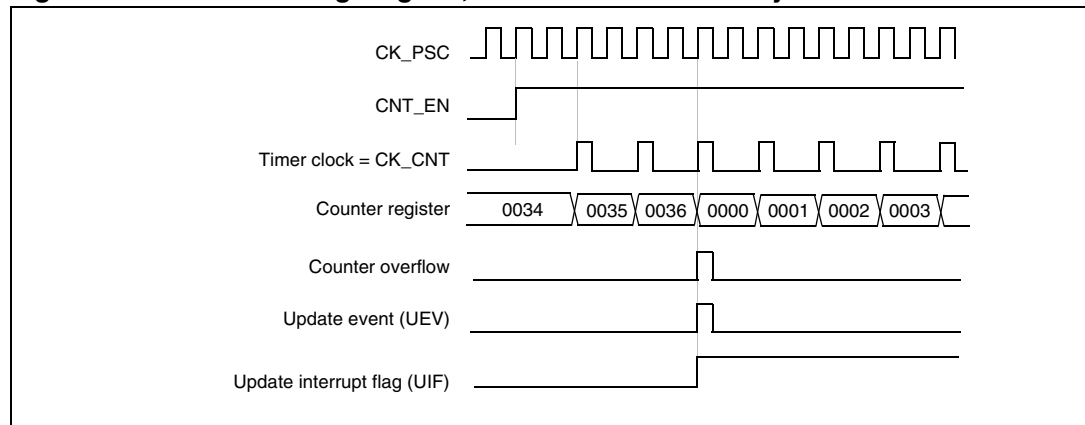 CK_PSC
CNT_EN
Timer clock = CK_CNT
Counter register 0034 0035 0036 0000 0001 0002 0003
Counter overflow
Update event (UEV)
Update interrupt flag (UIF)